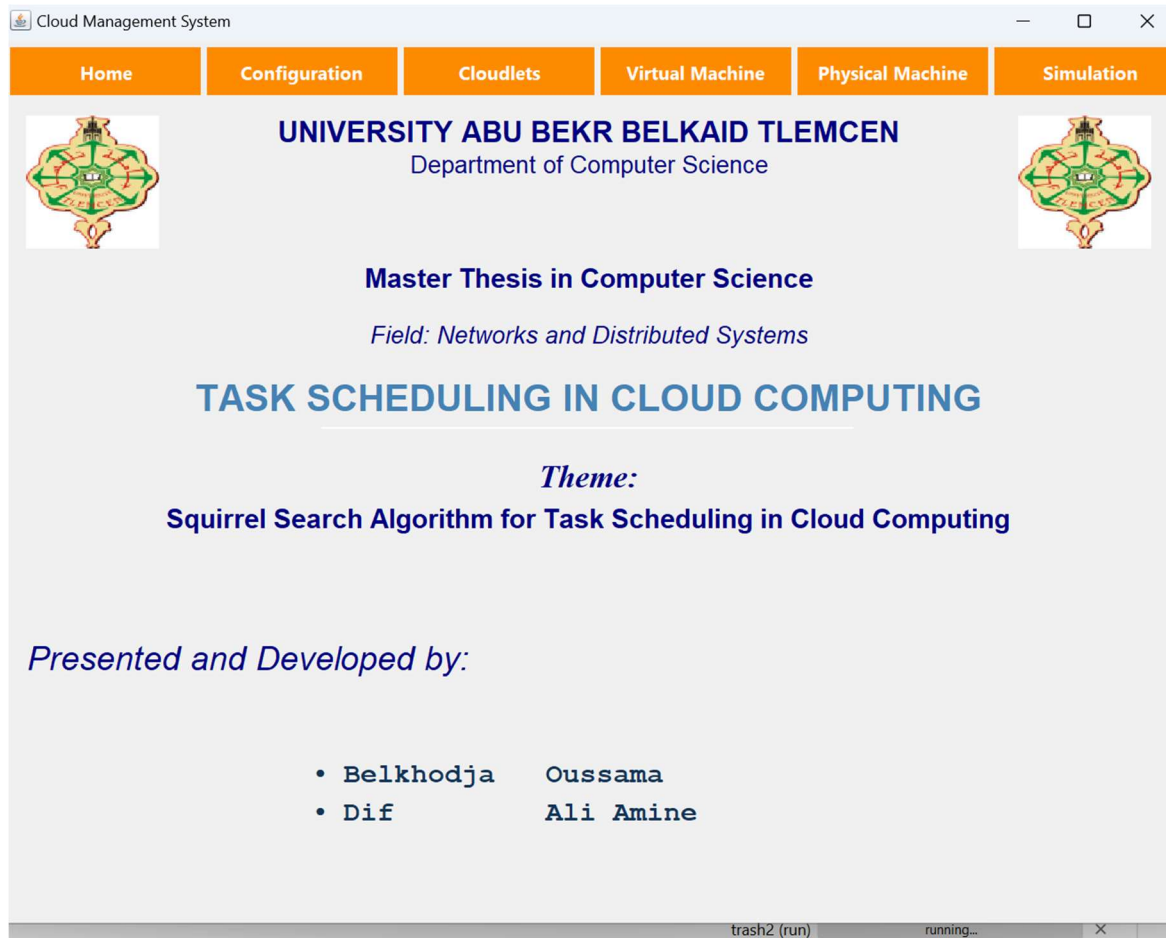 Cloud Management System
Home Configuration Cloudlets Virtual Machine Physical Machine Simulation
UNIVERSITY ABU BEKR BELKAID TLEMCEN
Department of Computer Science
TLEMCEN TLEMCEN
Master Thesis in Computer Science
Field: Networks and Distributed Systems
TASK SCHEDULING IN CLOUD COMPUTING
Theme:
Squirrel Search Algorithm for Task Scheduling in Cloud Computing
Presented and Developed by:
• Belkhodja Oussama
• Dif Ali Amine
trash2 (run) running...